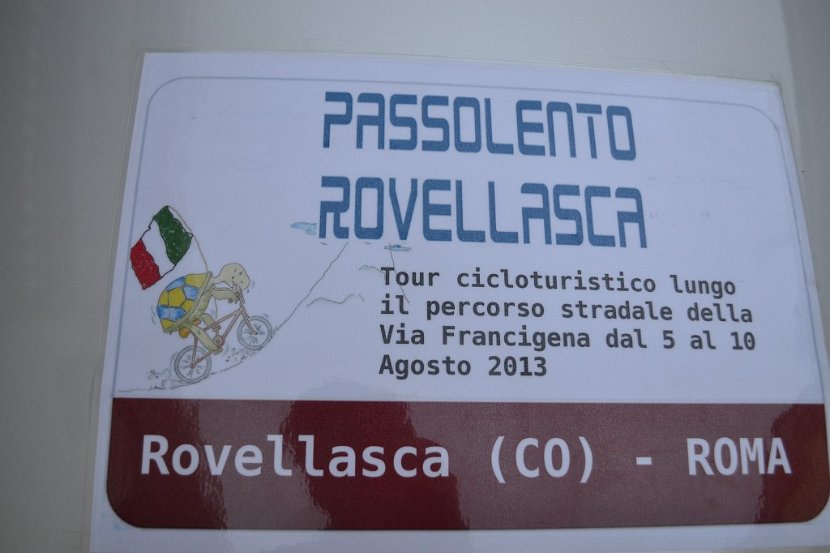 PASSOLENTO
ROVELLASCA
Tour cicloturistico lungo
il percorso stradale della
Via Francigena dal 5 al 10
Agosto 2013
Rovellasca (CO) - ROMA